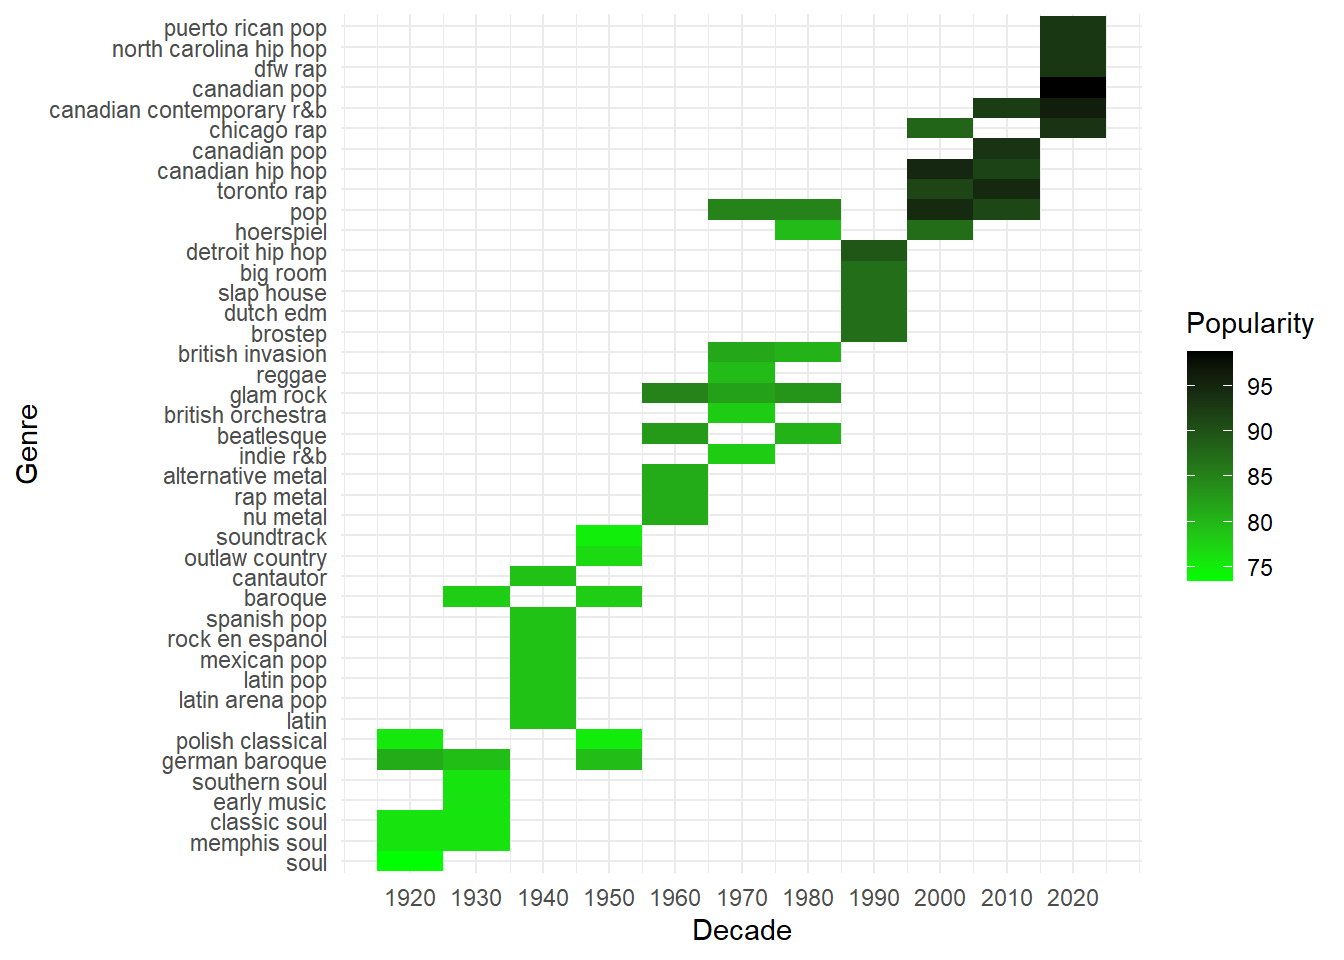 puerto rican pop
north carolina hip hop
dfw rap
canadian pop
canadian contemporary r&b
chicago rap
canadian pop
canadian hip hop
toronto rap
pop
hoerspiel
detroit hip hop
big room
slap house
dutch edm
brostep
british invasion
reggae
glam rock
british orchestra
beatlesque
indie r&b
alternative metal
rap metal
nu metal
soundtrack
outlaw country
cantautor
baroque
spanish pop
rock en espanol
mexican pop
latin pop
latin arena pop
latin
polish classical
german baroque
southern soul
early music
classic soul
memphis soul
soul
Genre
1920 1930 1940 1950 1960 1970 1980 1990 2000 2010 2020
Decade
Popularity
95
90
85
80
75